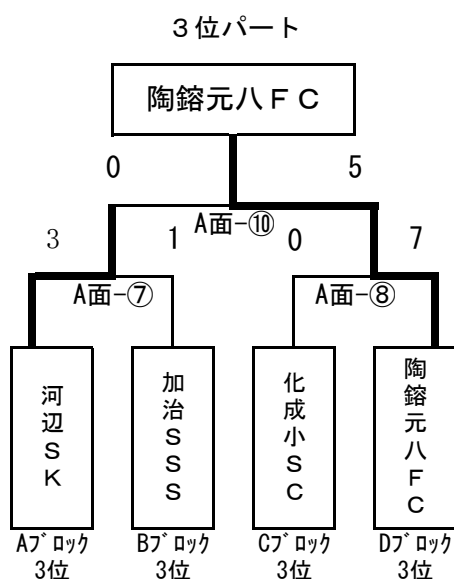 ３位パート
陶鎔元八ＦＣ
0 5
A面-⑩
3 1 0 7
A面-⑦ A面-⑧
河辺ＳＫ 加治ＳＳＳ 化成小ＳＣ 陶鎔元八ＦＣ
Aﾌﾞﾛｯｸ Bﾌﾞﾛｯｸ Cﾌﾞﾛｯｸ Dﾌﾞﾛｯｸ
3位 3位 3位 3位